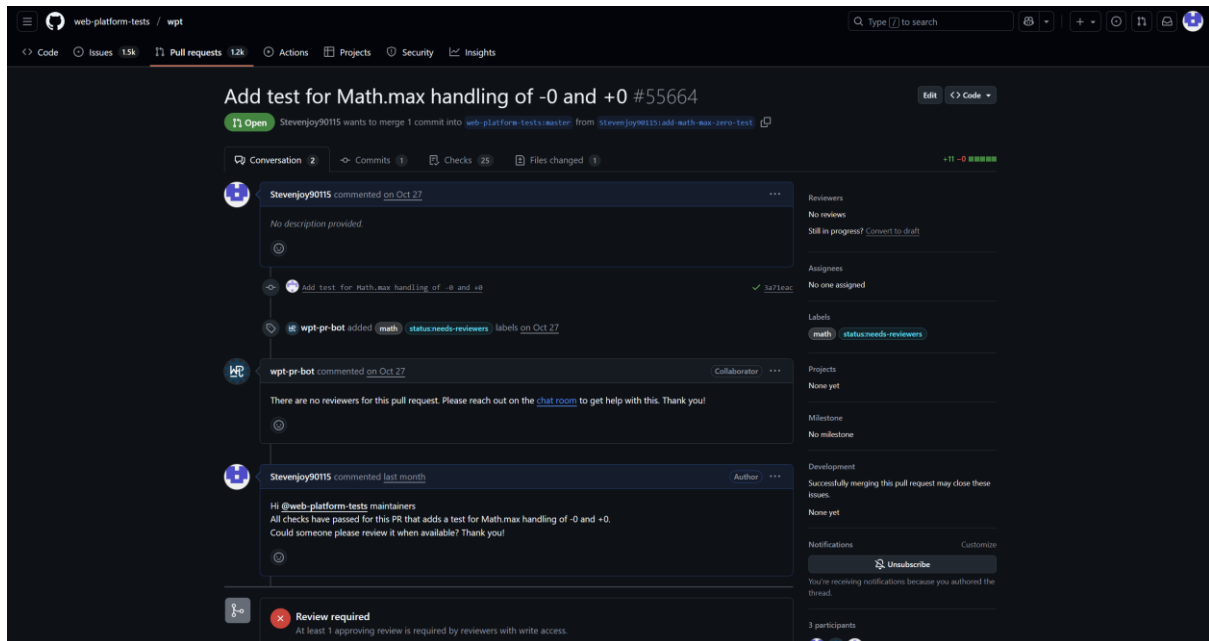 web-platform-tests / wpt
Type / to search
Code
Issues 1.5k
Pull requests 1.2k
Actions
Projects
Security
Insights
Add test for Math.max handling of -0 and +0 #55664
Edit
Code
Open
Stevenjoy90115 wants to merge 1 commit into web-platform-tests:master from Stevenjoy90115:add-math-max-zero-test
Conversation 2
Commits 1
Checks 25
Files changed 1
+11 −0
Stevenjoy90115 commented on Oct 27
No description provided.
Add test for Math.max handling of -0 and +0
3a71eac
wpt-pr-bot added math status:needs-reviewers labels on Oct 27
wpt-pr-bot commented on Oct 27
Collaborator
There are no reviewers for this pull request. Please reach out on the chat room to get help with this. Thank you!
Stevenjoy90115 commented last month
Author
Hi @web-platform-tests maintainers
All checks have passed for this PR that adds a test for Math.max handling of -0 and +0.
Could someone please review it when available? Thank you!
Review required
At least 1 approving review is required by reviewers with write access.
Reviewers
No reviews
Still in progress? Convert to draft
Assignees
No one assigned
Labels
math status:needs-reviewers
Projects
None yet
Milestone
No milestone
Development
Successfully merging this pull request may close these
issues.
None yet
Notifications
Customize
Unsubscribe
You're receiving notifications because you authored the
thread.
3 participants